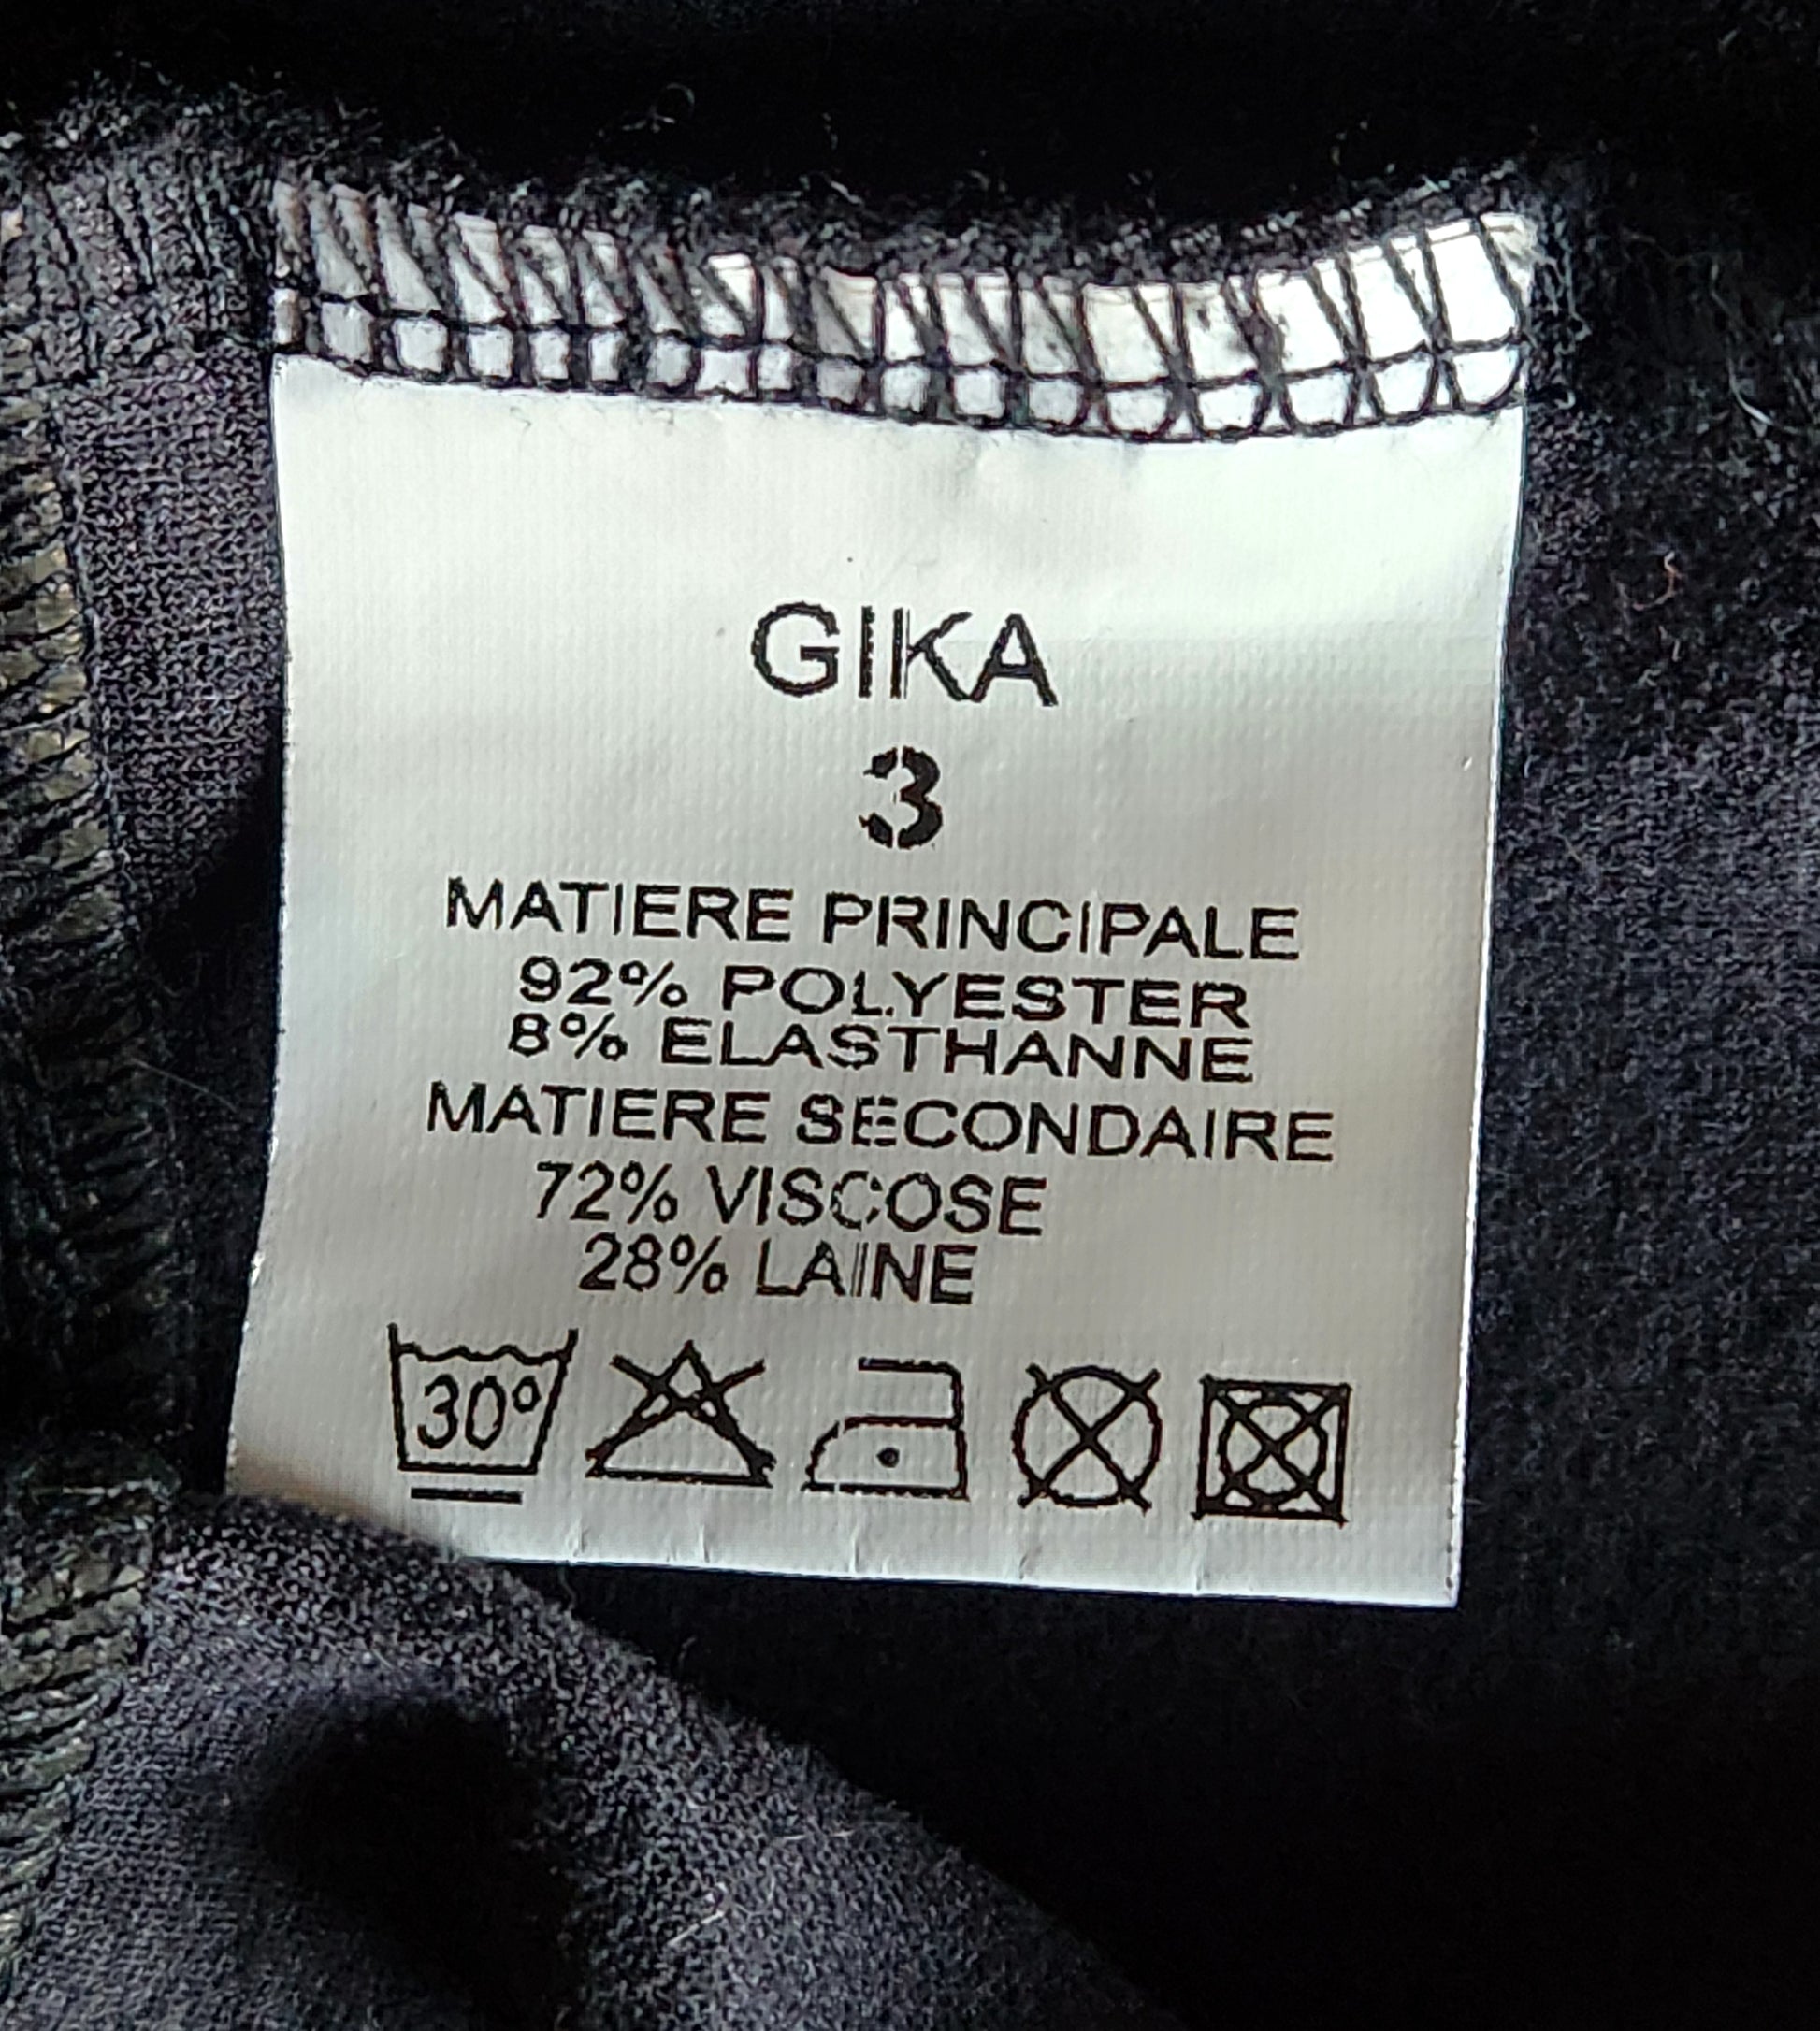 GIKA
3
MATIERE PRINCIPALE
92% POLYESTER
8% ELASTHANNE
MATIERE SECONDAIRE
72% VISCOSE
28% LAINE
30°